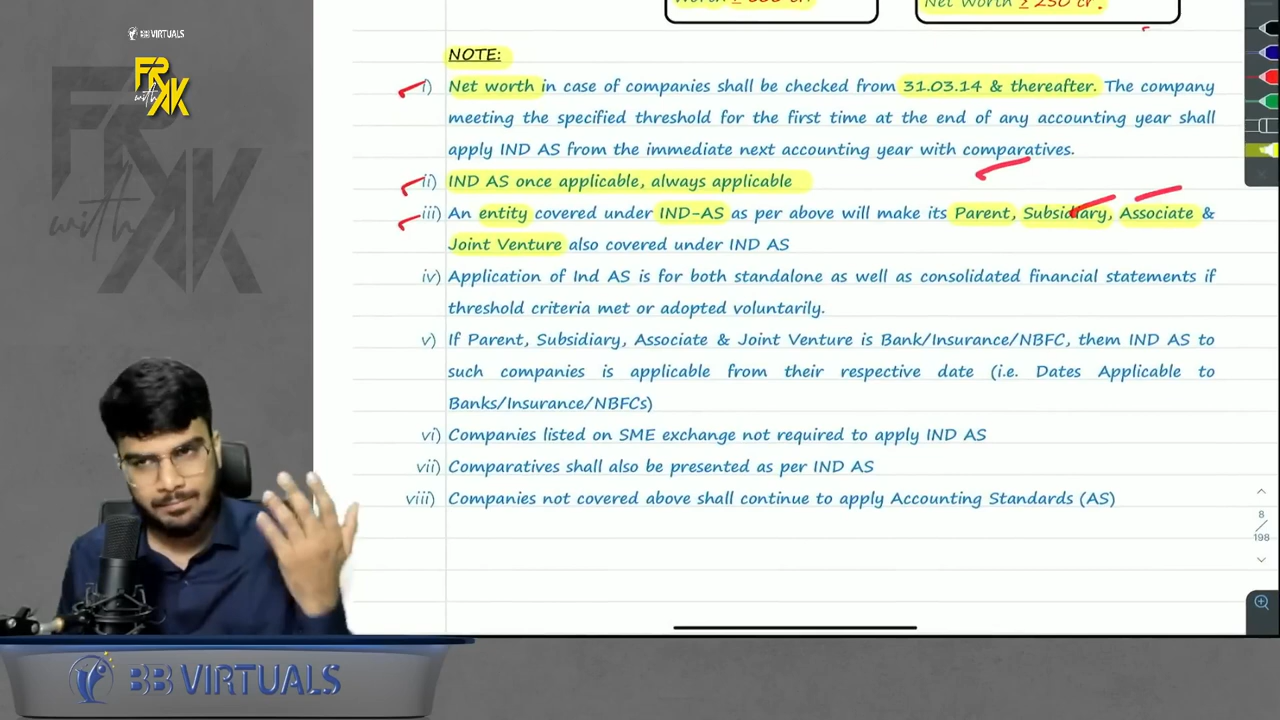 BB VIRTUALS
FR
with AK
Net Worth ≥ 250 cr.
NOTE:
i) Net worth in case of companies shall be checked from 31.03.14 & thereafter. The company
meeting the specified threshold for the first time at the end of any accounting year shall
apply IND AS from the immediate next accounting year with comparatives.
ii) IND AS once applicable, always applicable
iii) An entity covered under IND-AS as per above will make its Parent, Subsidiary, Associate &
Joint Venture also covered under IND AS
iv) Application of Ind AS is for both standalone as well as consolidated financial statements if
threshold criteria met or adopted voluntarily.
v) If Parent, Subsidiary, Associate & Joint Venture is Bank/Insurance/NBFC, them IND AS to
such companies is applicable from their respective date (i.e. Dates Applicable to
Banks/Insurance/NBFCs)
vi) Companies listed on SME exchange not required to apply IND AS
vii) Comparatives shall also be presented as per IND AS
viii) Companies not covered above shall continue to apply Accounting Standards (AS)
8
198
BB VIRTUALS